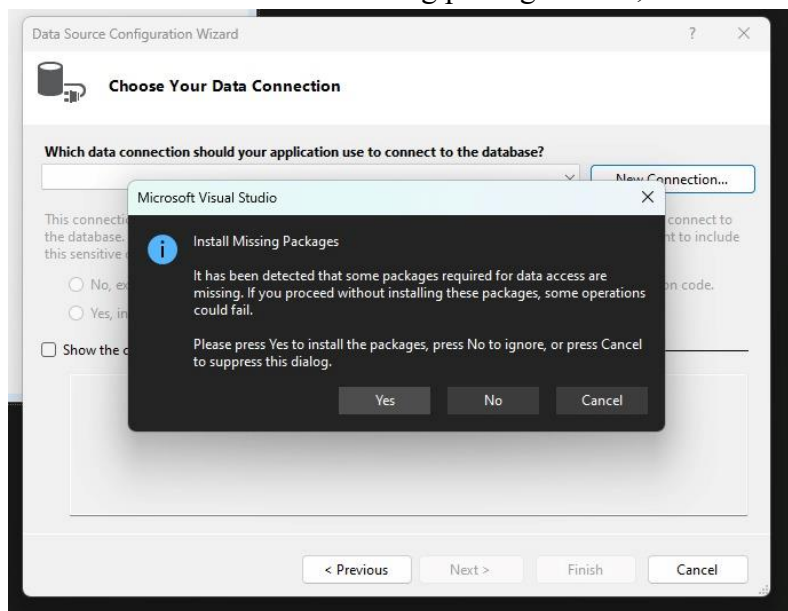 ng packag
Data Source Configuration Wizard
Choose Your Data Connection
Which data connection should your application use to connect to the database?
New Connection...
Microsoft Visual Studio
This connecti
connect to
the database.
nt to include
this sensitive
Install Missing Packages
It has been detected that some packages required for data access are
missing. If you proceed without installing these packages, some operations
could fail.
No, ex
on code.
Yes, in
Please press Yes to install the packages, press No to ignore, or press Cancel
to suppress this dialog.
Show the c
Yes
No
Cancel
< Previous
Next >
Finish
Cancel